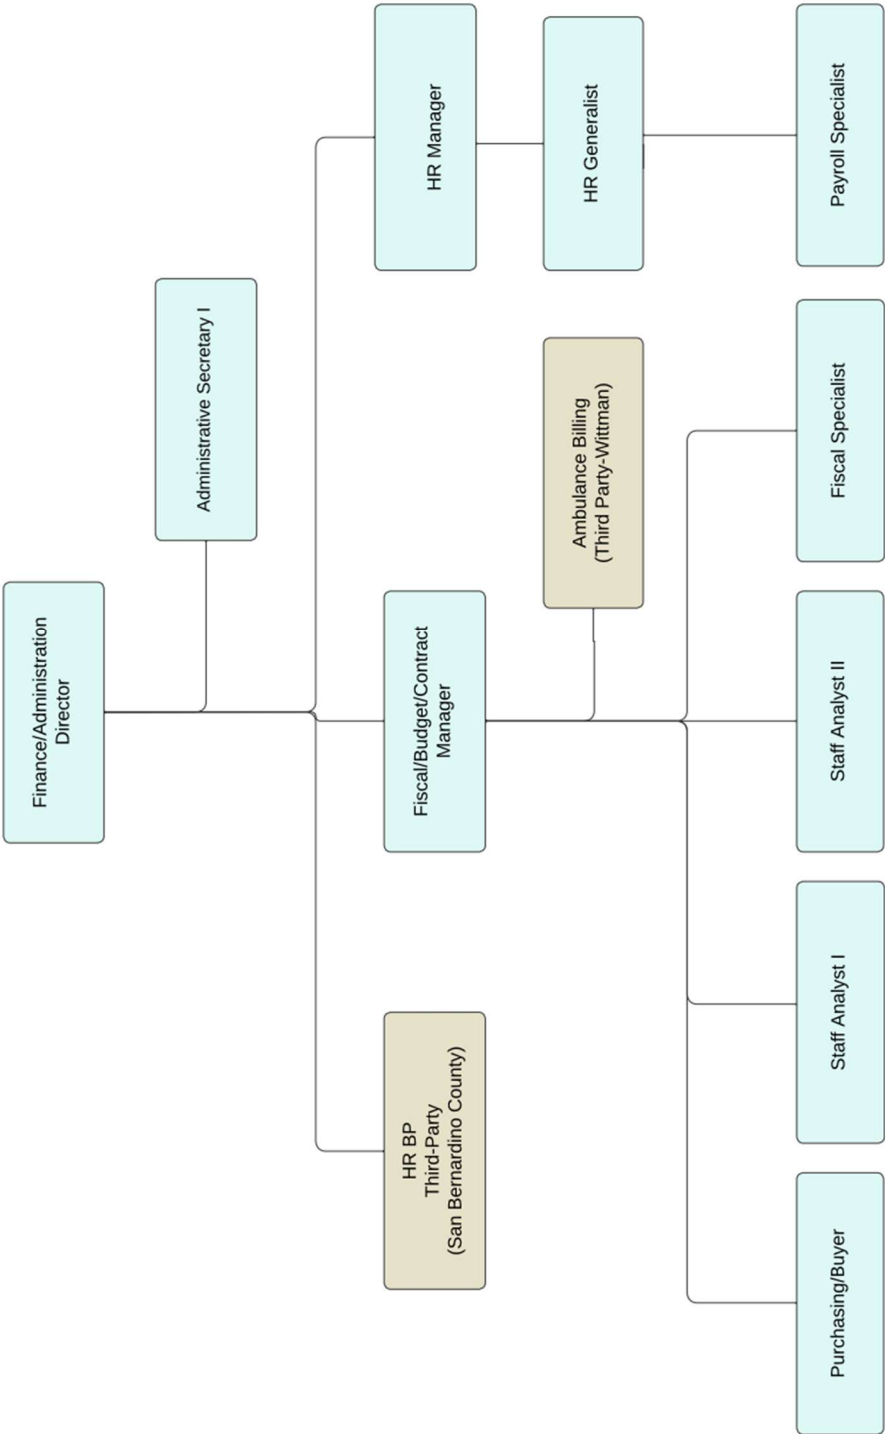 Finance/Administration
Director
Administrative Secretary I
HR BP
Third-Party
(San Bernardino County)
Fiscal/Budget/Contract
Manager
HR Manager
Ambulance Billing
(Third Party-Wittman)
HR Generalist
Purchasing/Buyer
Staff Analyst I
Staff Analyst II
Fiscal Specialist
Payroll Specialist